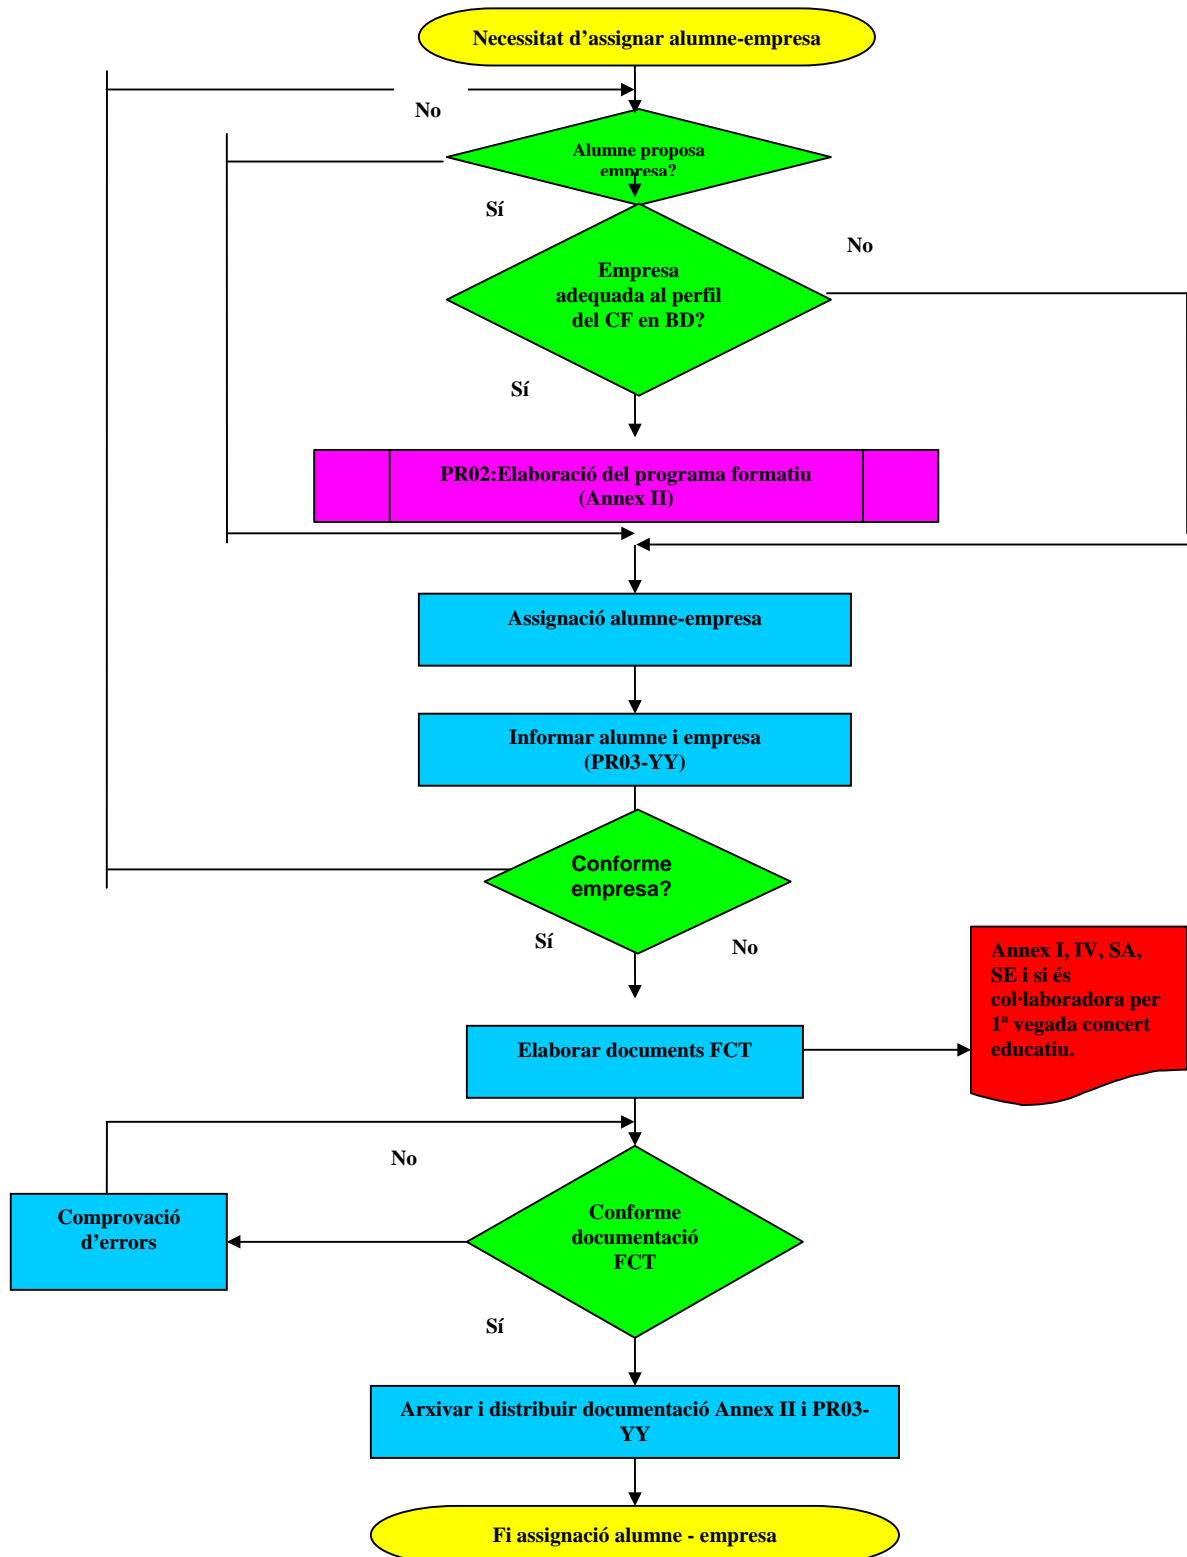 Necessitat d’assignar alumne-empresa
No
Alumne proposa
empresa?
Sí
No
Empresa
adequada al perfil
del CF en BD?
Sí
PR02:Elaboració del programa formatiu
(Annex II)
Assignació alumne-empresa
Informar alumne i empresa
(PR03-YY)
Conforme
empresa?
Sí
No
Annex I, IV, SA,
SE i si és
col·laboradora per
1ª vegada concert
educatiu.
Elaborar documents FCT
No
Comprovació
d’errors
Conforme
documentació
FCT
Sí
Arxivar i distribuir documentació Annex II i PR03-
YY
Fi assignació alumne - empresa